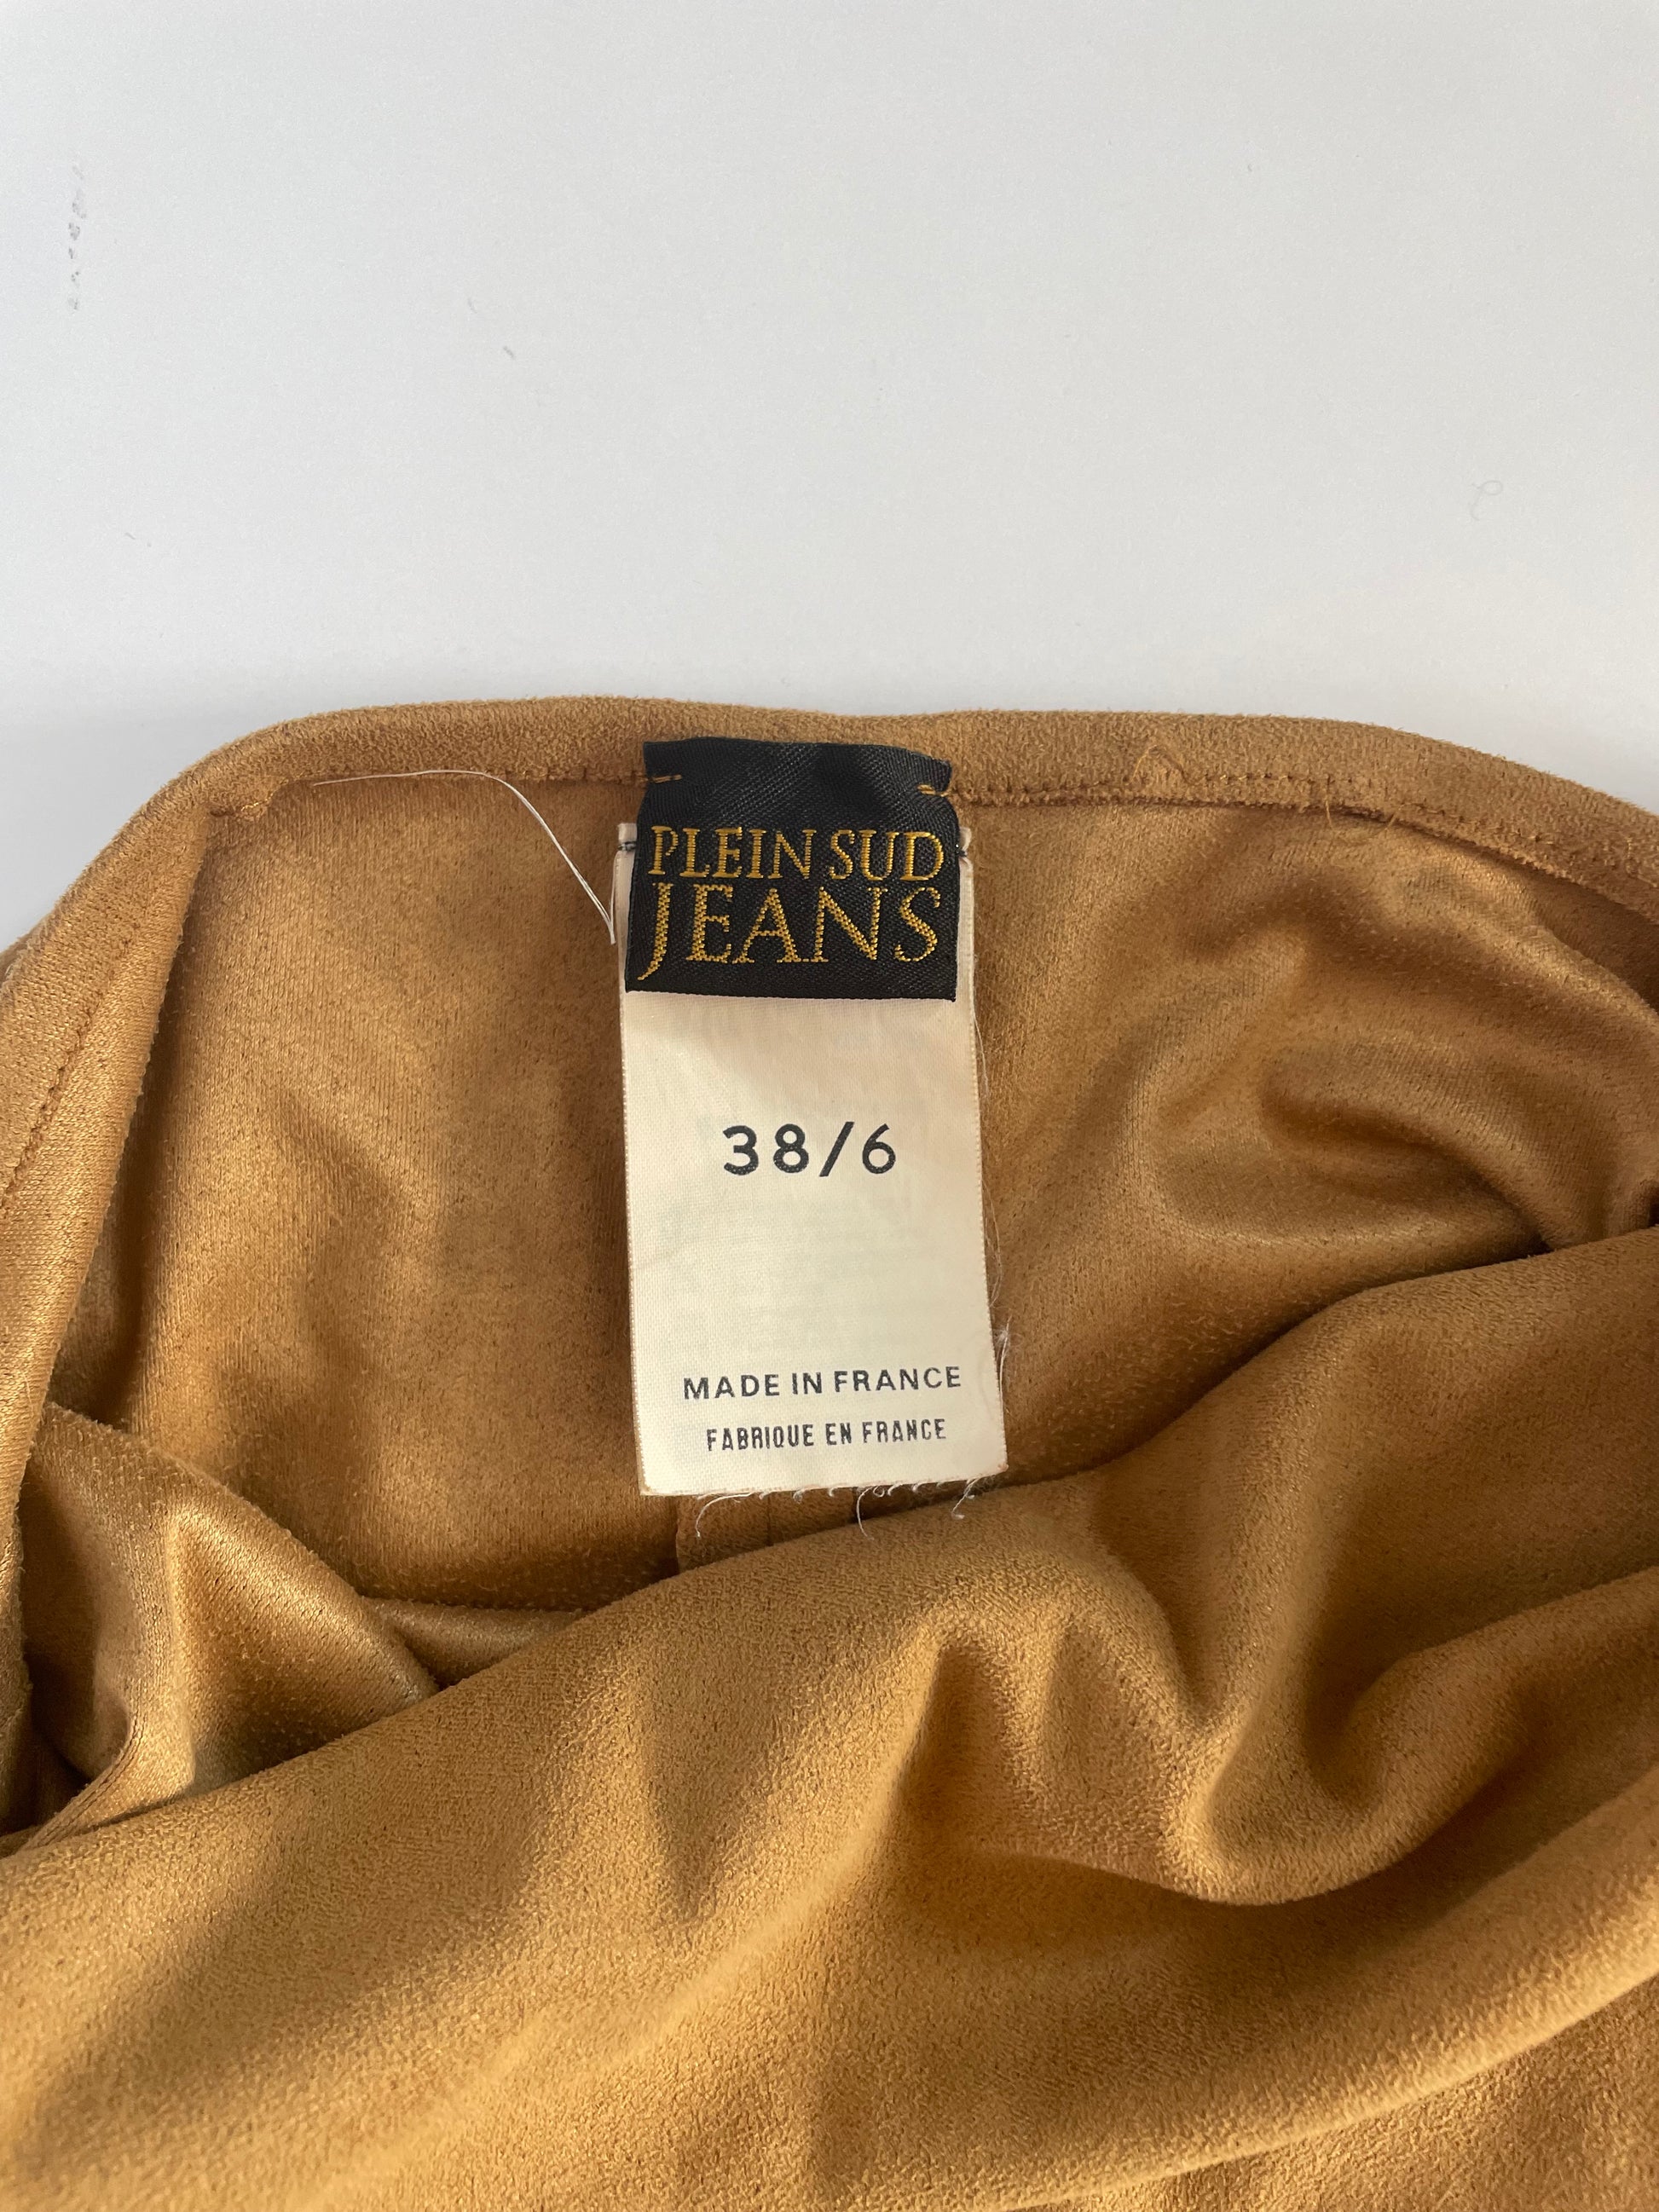 PLEIN SUD
JEANS
38/6
MADE IN FRANCE
FABRIQUE EN FRANCE